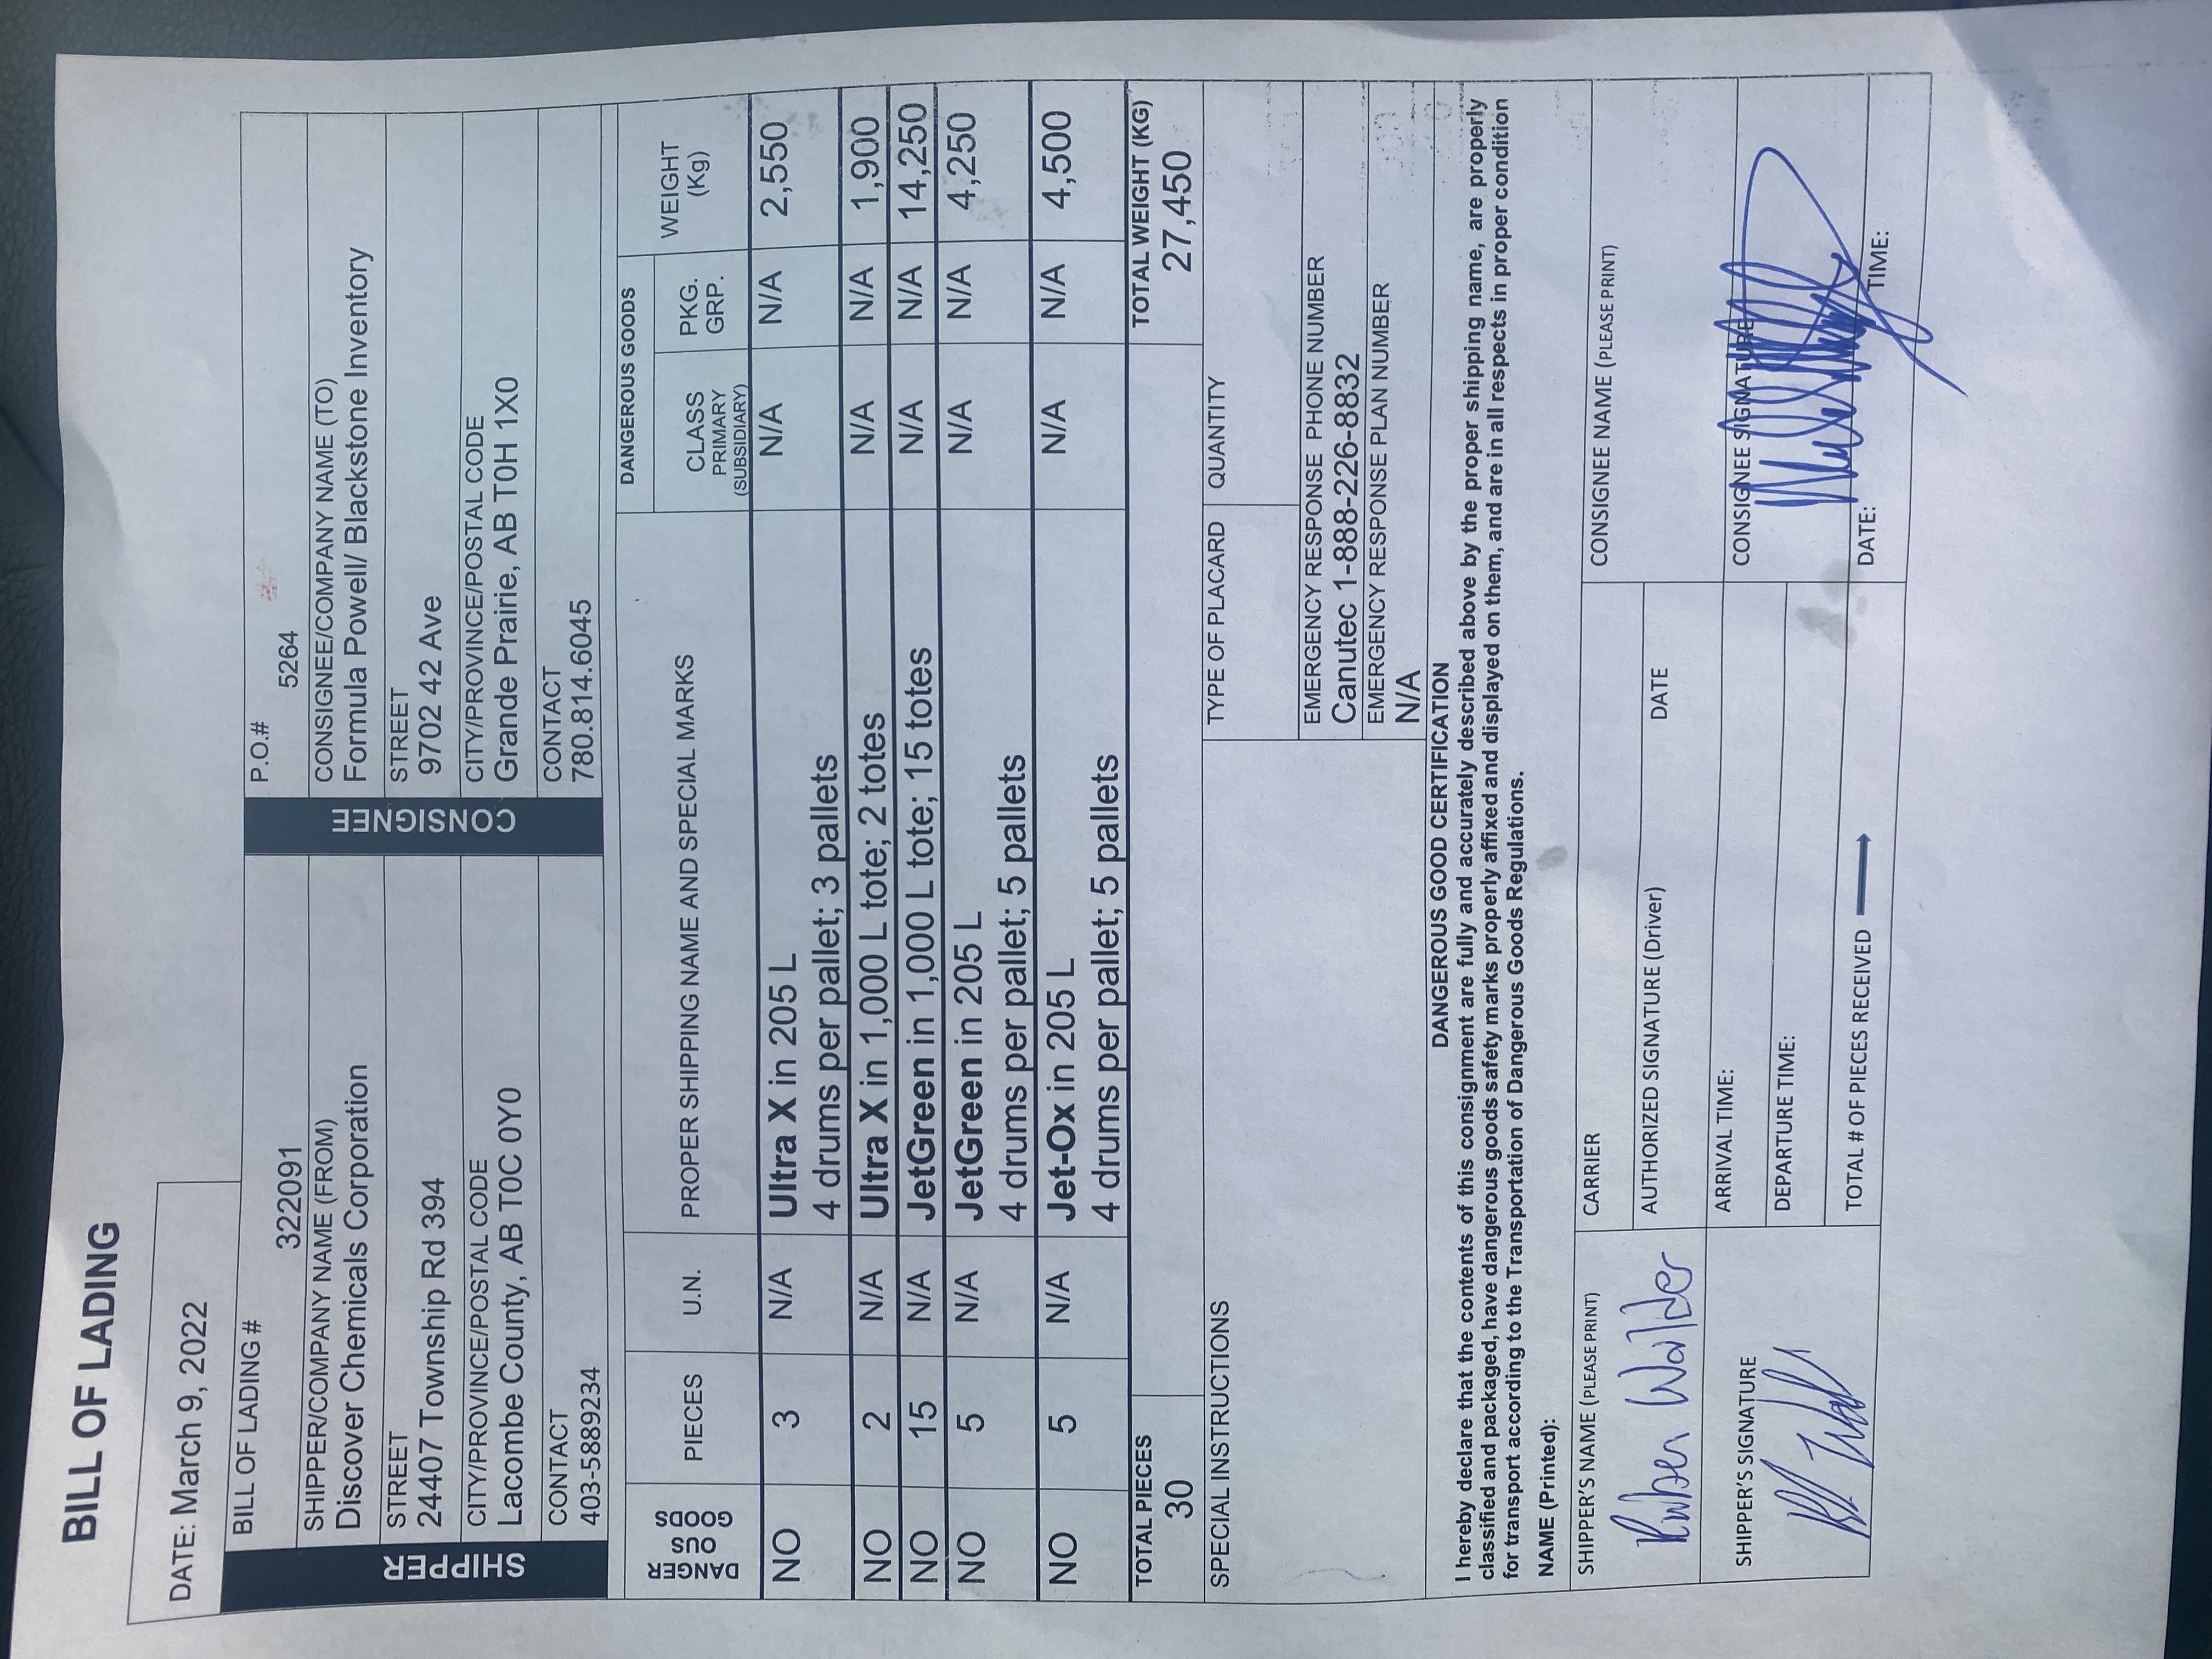 BILL OF LADING
DATE: March 9, 2022
SHIPPER
BILL OF LADING #
322091
SHIPPER/COMPANY NAME (FROM)
Discover Chemicals Corporation
STREET
24407 Township Rd 394
CITY/PROVINCE/POSTAL CODE
Lacombe County, AB T0C 0Y0
CONTACT
403-5889234
CONSIGNEE
P.O.#
5264
CONSIGNEE/COMPANY NAME (TO)
Formula Powell/ Blackstone Inventory
STREET
9702 42 Ave
CITY/PROVINCE/POSTAL CODE
Grande Prairie, AB T0H 1X0
CONTACT
780.814.6045
DANGER
OUS
GOODS
PIECES
U.N.
PROPER SHIPPING NAME AND SPECIAL MARKS
DANGEROUS GOODS
CLASS
PRIMARY
(SUBSIDIARY)
PKG.
GRP.
WEIGHT
(Kg)
NO 3 N/A Ultra X in 205 L N/A N/A 2,550
4 drums per pallet; 3 pallets
NO 2 N/A Ultra X in 1,000 L tote; 2 totes N/A N/A 1,900
NO 15 N/A JetGreen in 1,000 L tote; 15 totes N/A N/A 14,250
NO 5 N/A JetGreen in 205 L N/A N/A 4,250
4 drums per pallet; 5 pallets
NO 5 N/A Jet-Ox in 205 L N/A N/A 4,500
4 drums per pallet; 5 pallets
TOTAL PIECES
30
TOTAL WEIGHT (KG)
27,450
SPECIAL INSTRUCTIONS
TYPE OF PLACARD
QUANTITY
EMERGENCY RESPONSE PHONE NUMBER
Canutec 1-888-226-8832
EMERGENCY RESPONSE PLAN NUMBER
N/A
DANGEROUS GOOD CERTIFICATION
I hereby declare that the contents of this consignment are fully and accurately described above by the proper shipping name, are properly
classified and packaged, have dangerous goods safety marks properly affixed and displayed on them, and are in all respects in proper condition
for transport according to the Transportation of Dangerous Goods Regulations.
NAME (Printed):
SHIPPER'S NAME (PLEASE PRINT)
Ruben Walder
SHIPPER'S SIGNATURE
CARRIER
AUTHORIZED SIGNATURE (Driver) DATE
ARRIVAL TIME:
DEPARTURE TIME:
TOTAL # OF PIECES RECEIVED
CONSIGNEE NAME (PLEASE PRINT)
CONSIGNEE SIGNATURE
DATE: TIME: